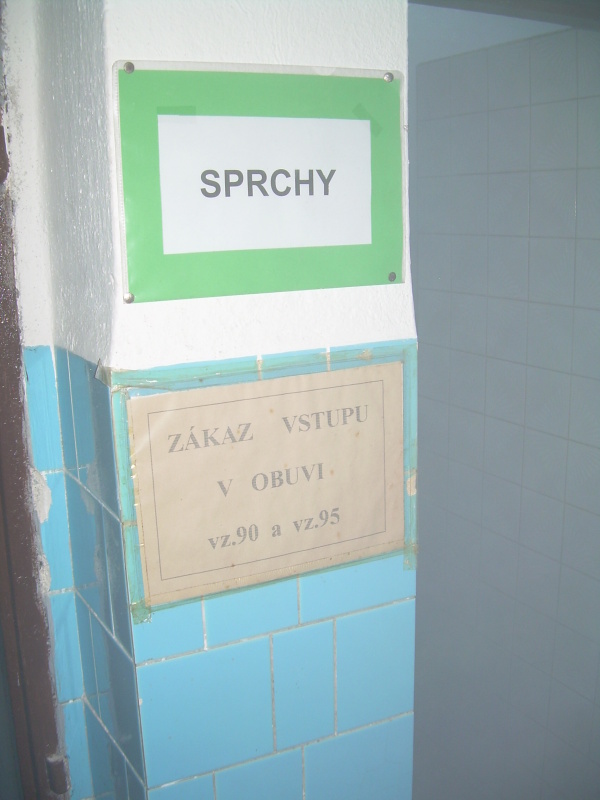 SPRCHY
ZÁKAZ VSTUPU
V OBUVI
vz.90 a vz.95